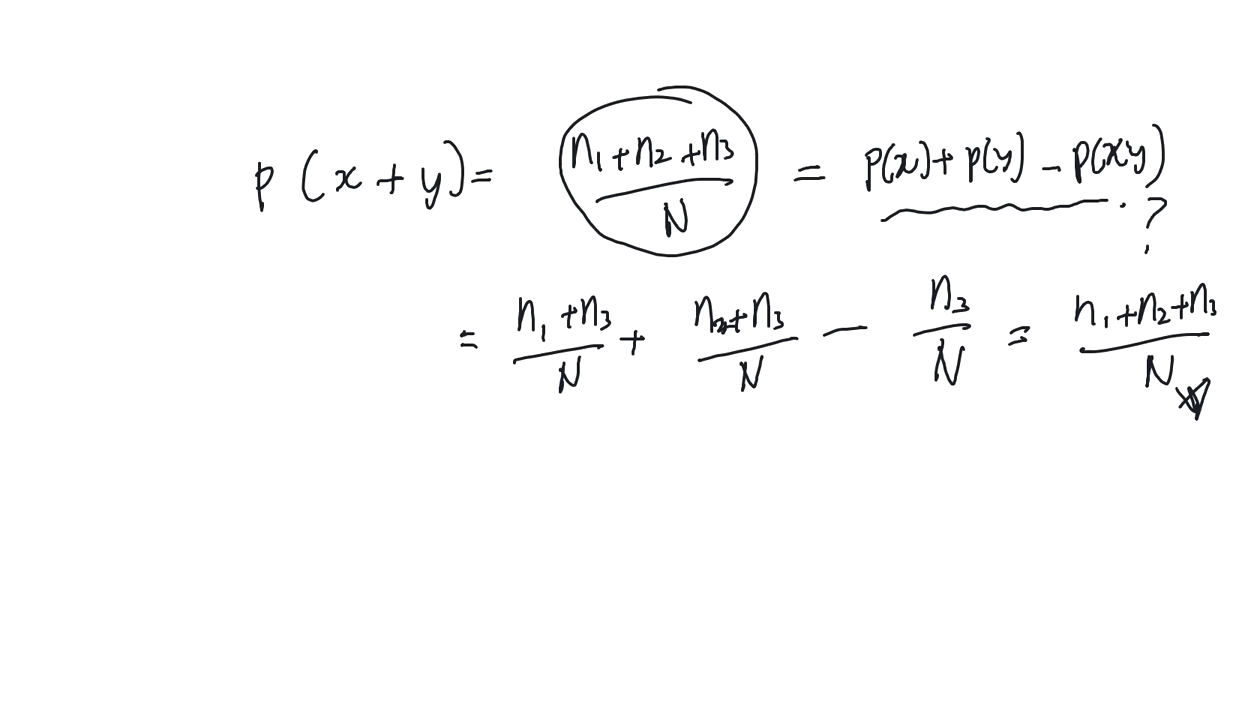 p (x + y) = (n₁ + n₂ + n₃)/N = p(x) + p(y) - p(xy) ?
= (n₁ + n₃)/N + (n₂ + n₃)/N - n₃/N = (n₁ + n₂ + n₃)/N